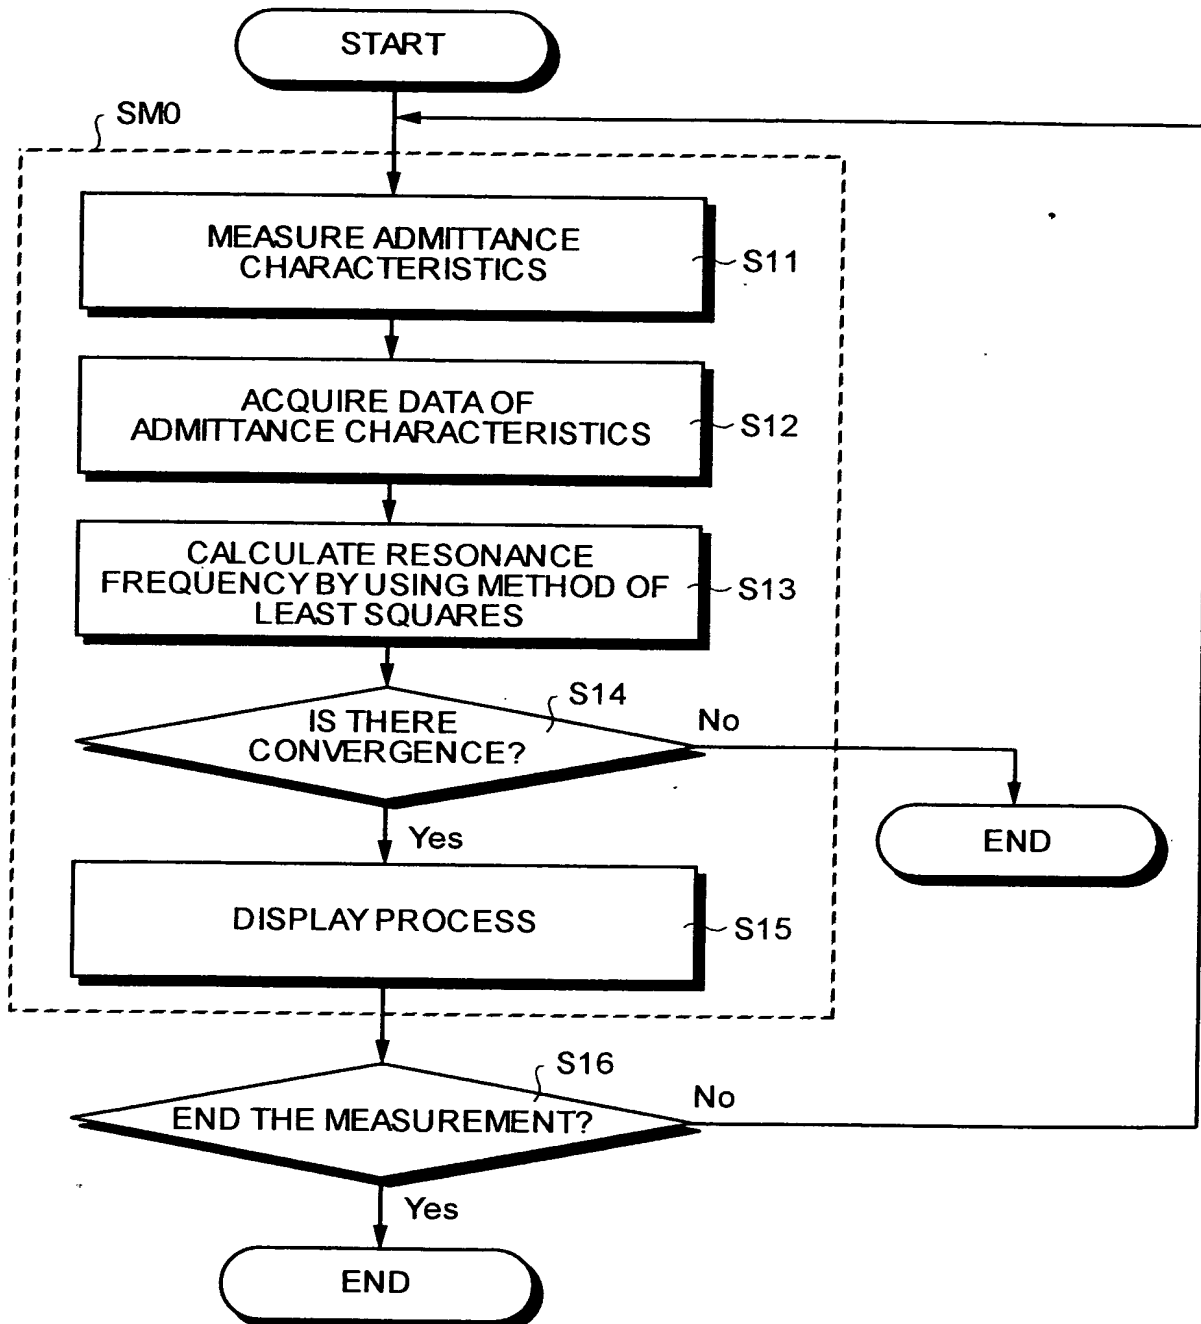 START
SM0
MEASURE ADMITTANCE
CHARACTERISTICS
S11
ACQUIRE DATA OF
ADMITTANCE CHARACTERISTICS
S12
CALCULATE RESONANCE
FREQUENCY BY USING METHOD OF
LEAST SQUARES
S13
S14
IS THERE
CONVERGENCE?
No
Yes
END
DISPLAY PROCESS
S15
S16
END THE MEASUREMENT?
No
Yes
END